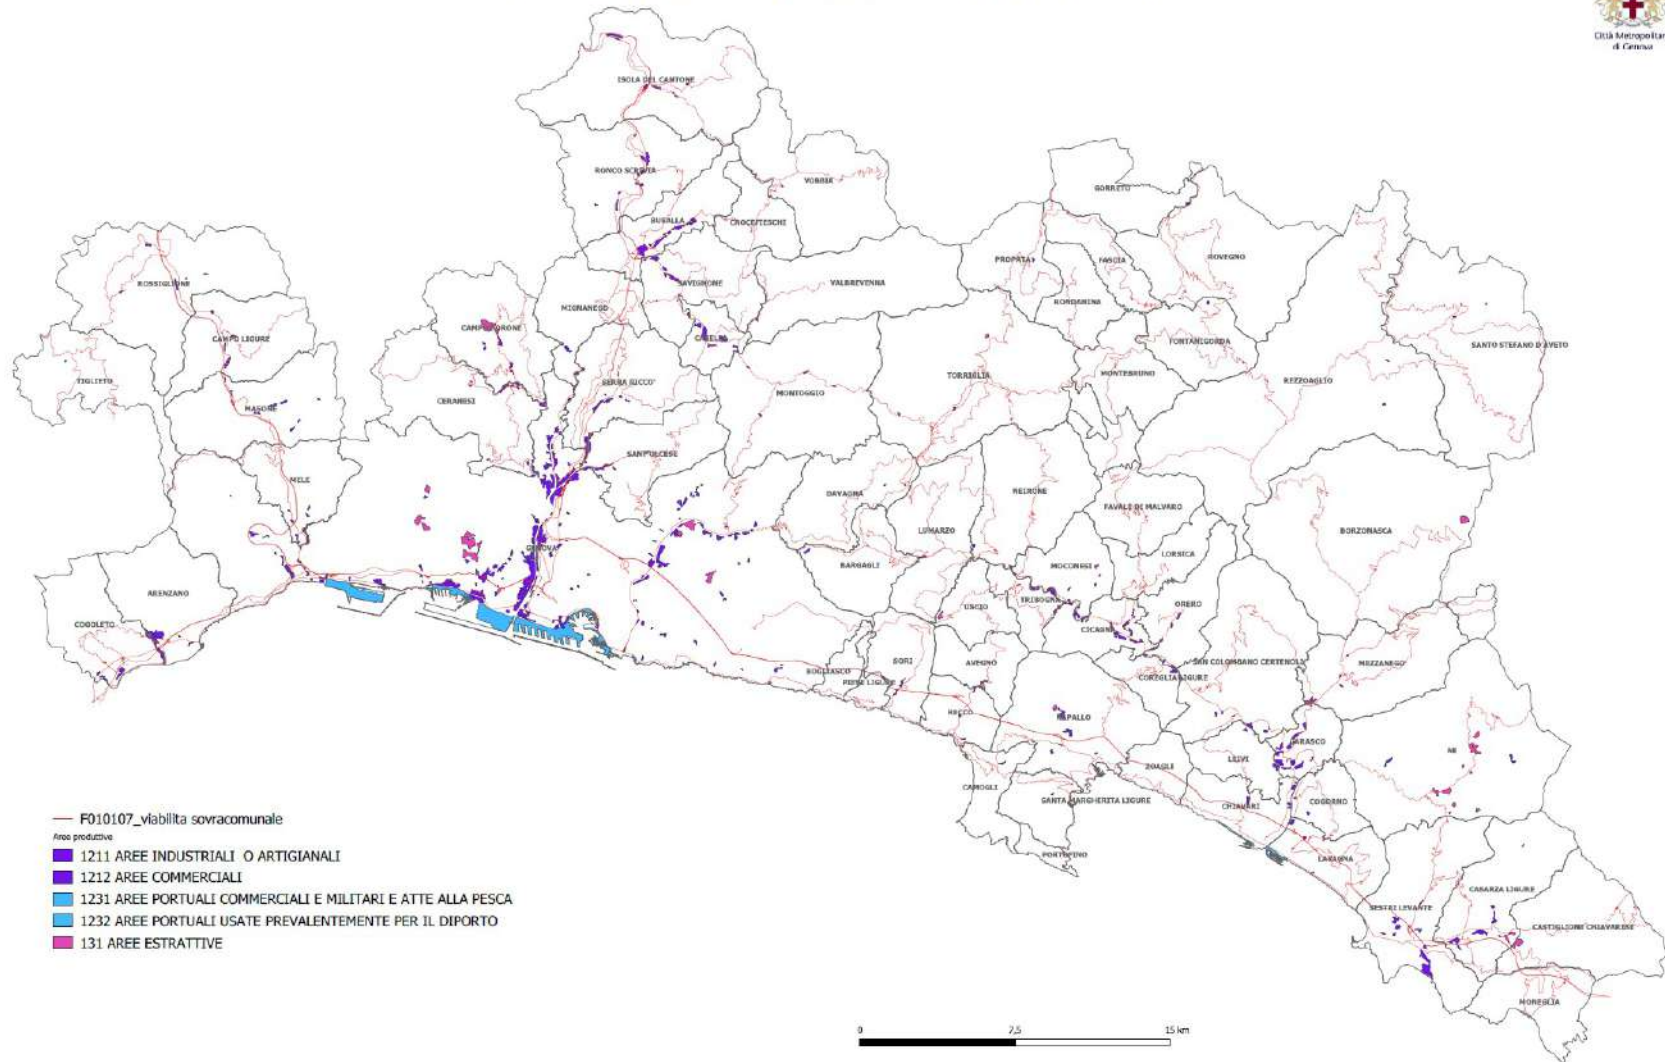 Città Metropolitana
di Genova
ISOLA DEL CANTONE
RONCO SCRIVIA
VOBBIA
GORRETO
BUSALLA
CROCEFIESCHI
ROSSIGLIONE
PROPATA
FASCIA
ROVEGNO
SAVIGNONE
VALBREVENNA
RONDANINA
MIGNANEGO
CAMPOMORONE
CAMPO LIGURE
CASELLA
FONTANIGORDA
SANTO STEFANO D'AVETO
TIGLIETO
SERRA RICCO'
TORRIGLIA
MONTEBRUNO
REZZOAGLIO
MONTOGGIO
CERANESI
MASONE
SANT'OLCESE
MELE
DAVAGNA
NEIRONE
FAVALE DI MALVARO
LUMARZO
BORZONASCA
GENOVA
LORSICA
BARGAGLI
MOCONESI
ARENZANO
USCIO
TRIBOGNA
ORERO
COGOLETO
CICAGNA
SORI
AVEGNO
SAN COLOMBANO CERTENOLI
MEZZANEGO
BOGLIASCO
COREGLIA LIGURE
PIEVE LIGURE
RECCO
RAPALLO
CARASCO
NE
LEIVI
ZOAGLI
CAMOGLI
SANTA MARGHERITA LIGURE
CHIAVARI
COGORNO
PORTOFINO
LAVAGNA
CASARZA LIGURE
SESTRI LEVANTE
CASTIGLIONE CHIAVARESE
MONEGLIA
F010107_viabilita sovracomunale
Aree produttive
1211 AREE INDUSTRIALI O ARTIGIANALI
1212 AREE COMMERCIALI
1231 AREE PORTUALI COMMERCIALI E MILITARI E ATTE ALLA PESCA
1232 AREE PORTUALI USATE PREVALENTEMENTE PER IL DIPORTO
131 AREE ESTRATTIVE
0 7,5 15 km